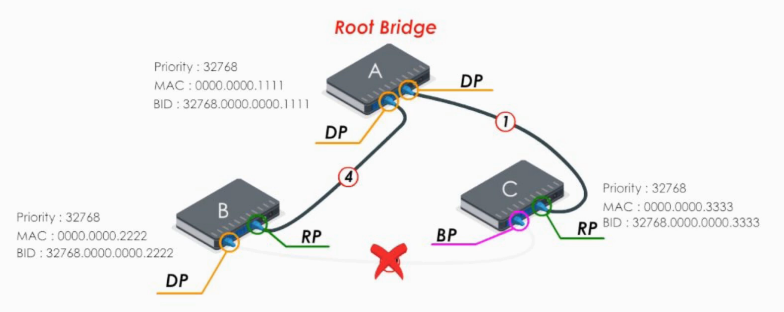 Root Bridge
Priority : 32768
MAC : 0000.0000.1111
BID : 32768.0000.0000.1111
A
DP
DP
1
4
Priority : 32768
MAC : 0000.0000.2222
BID : 32768.0000.0000.2222
B
RP
DP
C
BP
RP
Priority : 32768
MAC : 0000.0000.3333
BID : 32768.0000.0000.3333